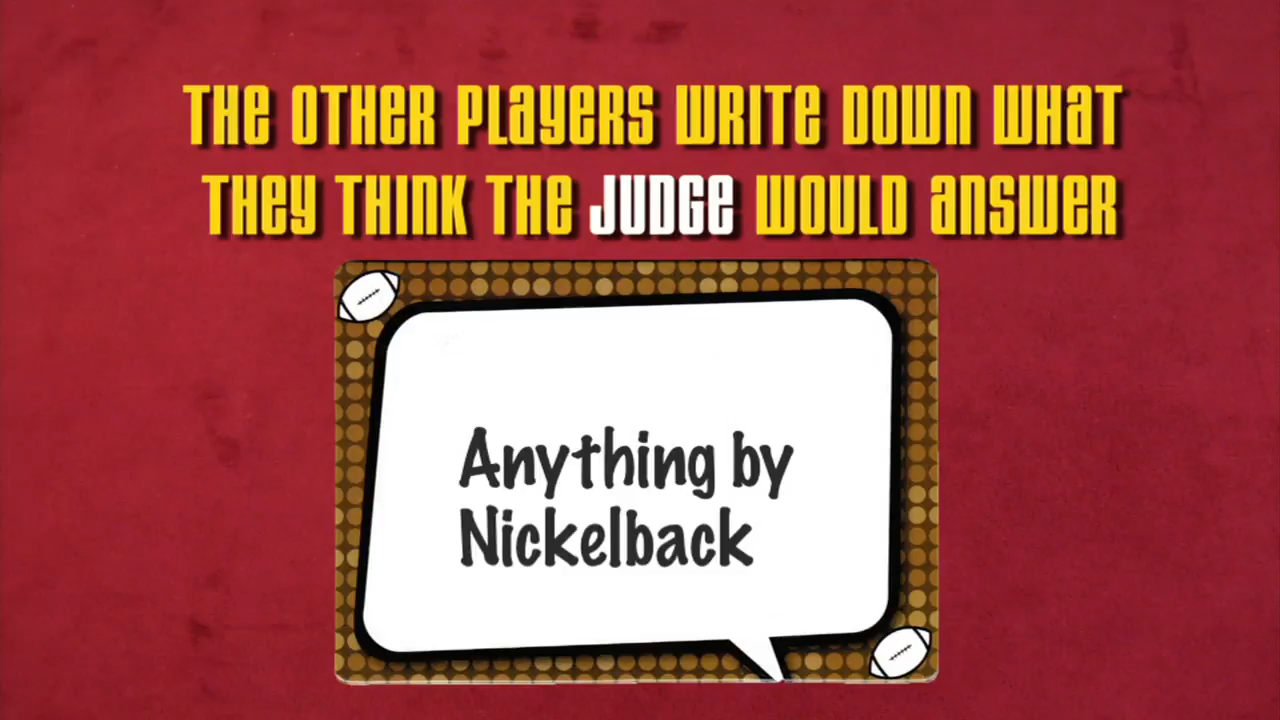 THE OTHER PLAYERS WRITE DOWN WHAT
THEY THINK THE JUDGE WOULD ANSWER
Anything by
Nickelback